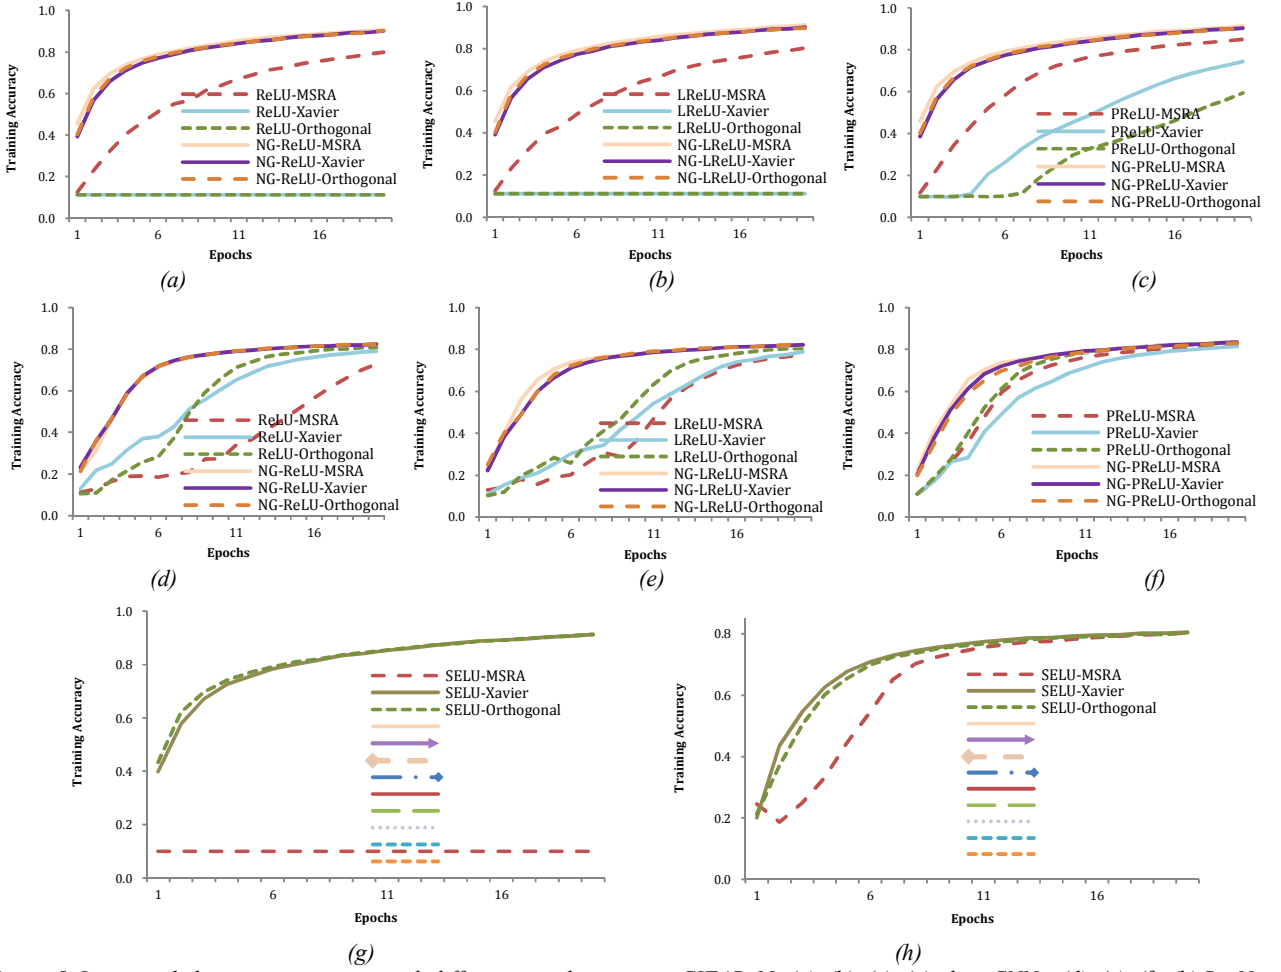 Training Accuracy
1.0
0.8
0.6
0.4
0.2
0.0
ReLU-MSRA
ReLU-Xavier
ReLU-Orthogonal
NG-ReLU-MSRA
NG-ReLU-Xavier
NG-ReLU-Orthogonal
1 6 11 16
Epochs
(a)
Training Accuracy
1.0
0.8
0.6
0.4
0.2
0.0
LReLU-MSRA
LReLU-Xavier
LReLU-Orthogonal
NG-LReLU-MSRA
NG-LReLU-Xavier
NG-LReLU-Orthogonal
1 6 11 16
Epochs
(b)
Training Accuracy
1.0
0.8
0.6
0.4
0.2
0.0
PReLU-MSRA
PReLU-Xavier
PReLU-Orthogonal
NG-PReLU-MSRA
NG-PReLU-Xavier
NG-PReLU-Orthogonal
1 6 11 16
Epochs
(c)
Training Accuracy
1.0
0.8
0.6
0.4
0.2
0.0
ReLU-MSRA
ReLU-Xavier
ReLU-Orthogonal
NG-ReLU-MSRA
NG-ReLU-Xavier
NG-ReLU-Orthogonal
1 6 11 16
Epochs
(d)
Training Accuracy
1.0
0.8
0.6
0.4
0.2
0.0
LReLU-MSRA
LReLU-Xavier
LReLU-Orthogonal
NG-LReLU-MSRA
NG-LReLU-Xavier
NG-LReLU-Orthogonal
1 6 11 16
Epochs
(e)
Training Accuracy
1.0
0.8
0.6
0.4
0.2
0.0
PReLU-MSRA
PReLU-Xavier
PReLU-Orthogonal
NG-PReLU-MSRA
NG-PReLU-Xavier
NG-PReLU-Orthogonal
1 6 11 16
Epochs
(f)
Training Accuracy
1.0
0.8
0.6
0.4
0.2
0.0
SELU-MSRA
SELU-Xavier
SELU-Orthogonal
1 6 11 16
Epochs
(g)
Training Accuracy
0.8
0.6
0.4
0.2
0.0
SELU-MSRA
SELU-Xavier
SELU-Orthogonal
1 6 11 16
Epochs
(h)